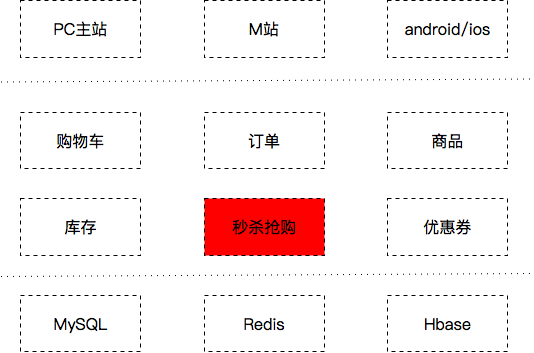 PC主站
M站
android/ios
购物车
订单
商品
库存
秒杀抢购
优惠券
MySQL
Redis
Hbase